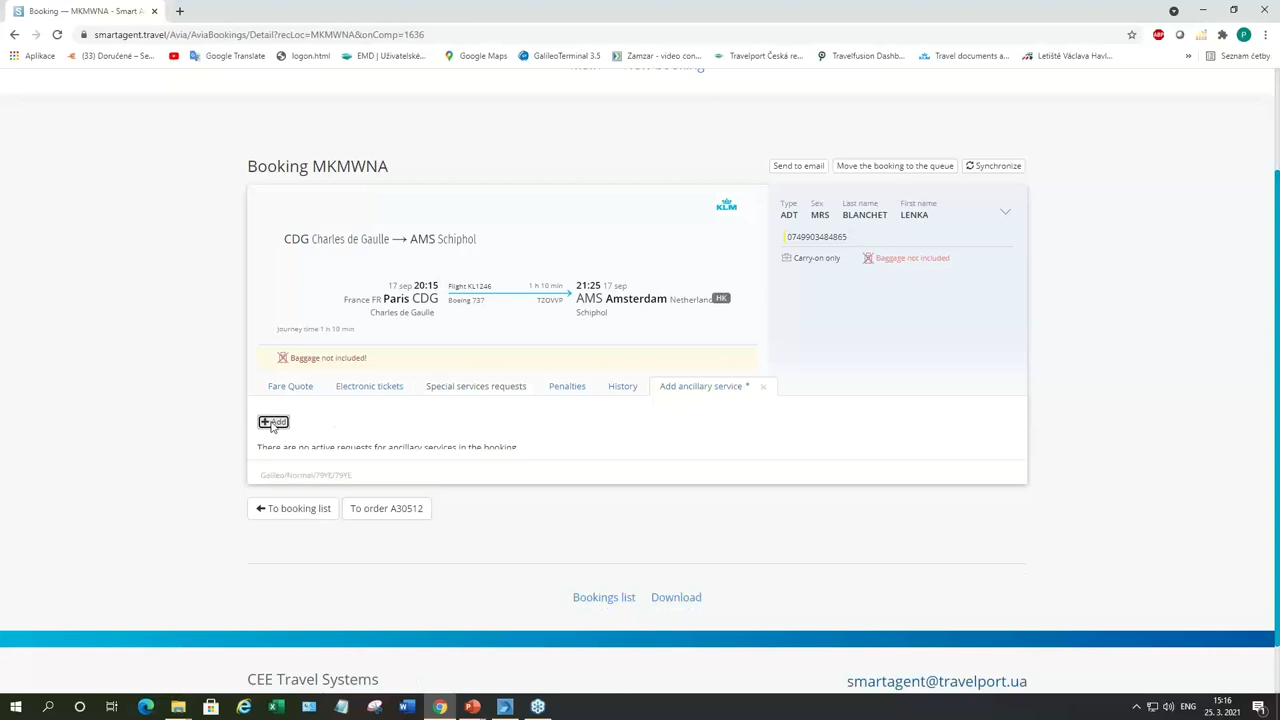 Booking — MKMWNA - Smart A
smartagent.travel/Avia/AviaBookings/Detail?recLoc=MKMWNA&onComp=1636
Aplikace
(33) Doručené – Se...
Google Translate
logon.html
EMD | Uživatelské...
Google Maps
GalileoTerminal 3.5
Zamzar - video con...
Travelport Česká re...
Travelfusion Dashb...
Travel documents a...
Letiště Václava Havl...
»
Seznam četby
Booking MKMWNA
Send to email
Move the booking to the queue
Synchronize
KLM
CDG Charles de Gaulle → AMS Schiphol
17 sep 20:15
Flight KL1246
1 h 10 min
21:25 17 sep
France FR Paris CDG
Boeing 737
TZOVVP
AMS Amsterdam Netherland
HK
Charles de Gaulle
Schiphol
Journey time 1 h 10 min
Baggage not included!
Type
Sex
Last name
First name
ADT
MRS
BLANCHET
LENKA
0749903484865
Carry-on only
Baggage not included
Fare Quote
Electronic tickets
Special services requests
Penalties
History
Add ancillary service *
Add
There are no active requests for ancillary services in the booking
Galileo/Normal/79YE/79YE
To booking list
To order A30512
Bookings list
Download
CEE Travel Systems
smartagent@travelport.ua
ENG
15:16
25. 3. 2021